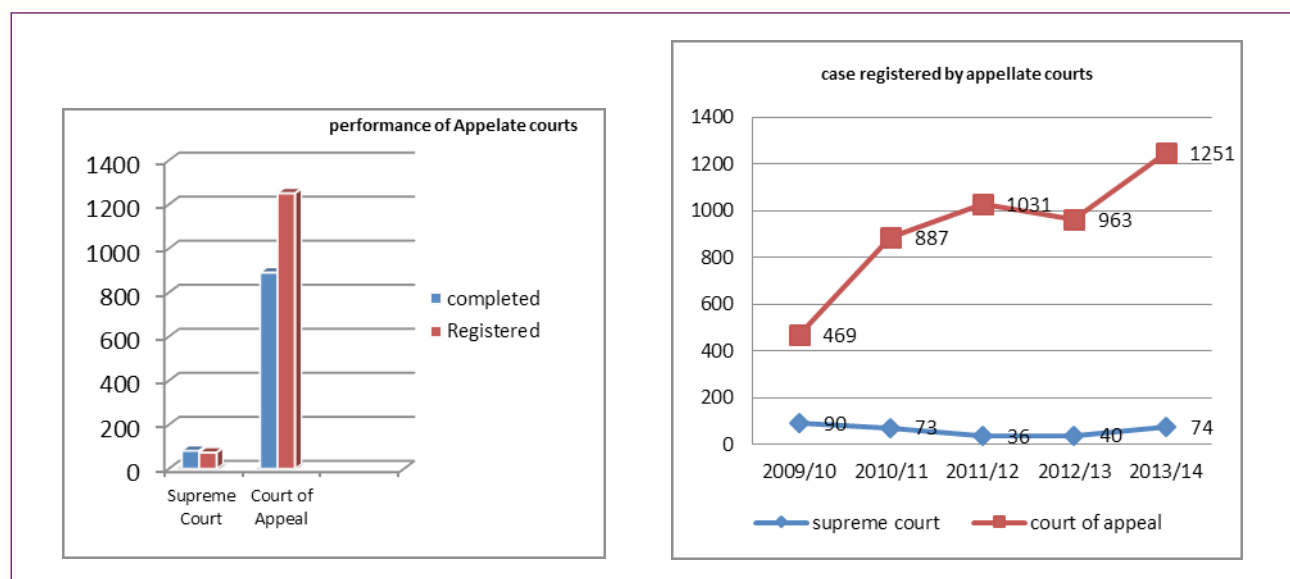 performance of Appelate courts
1400
1200
1000
800
600
400
200
0
Supreme
Court
Court of
Appeal
completed
Registered
case registered by appellate courts
1400
1200
1000
800
600
400
200
0
1251
1031
963
887
469
90
73
36
40
74
2009/10 2010/11 2011/12 2012/13 2013/14
supreme court court of appeal